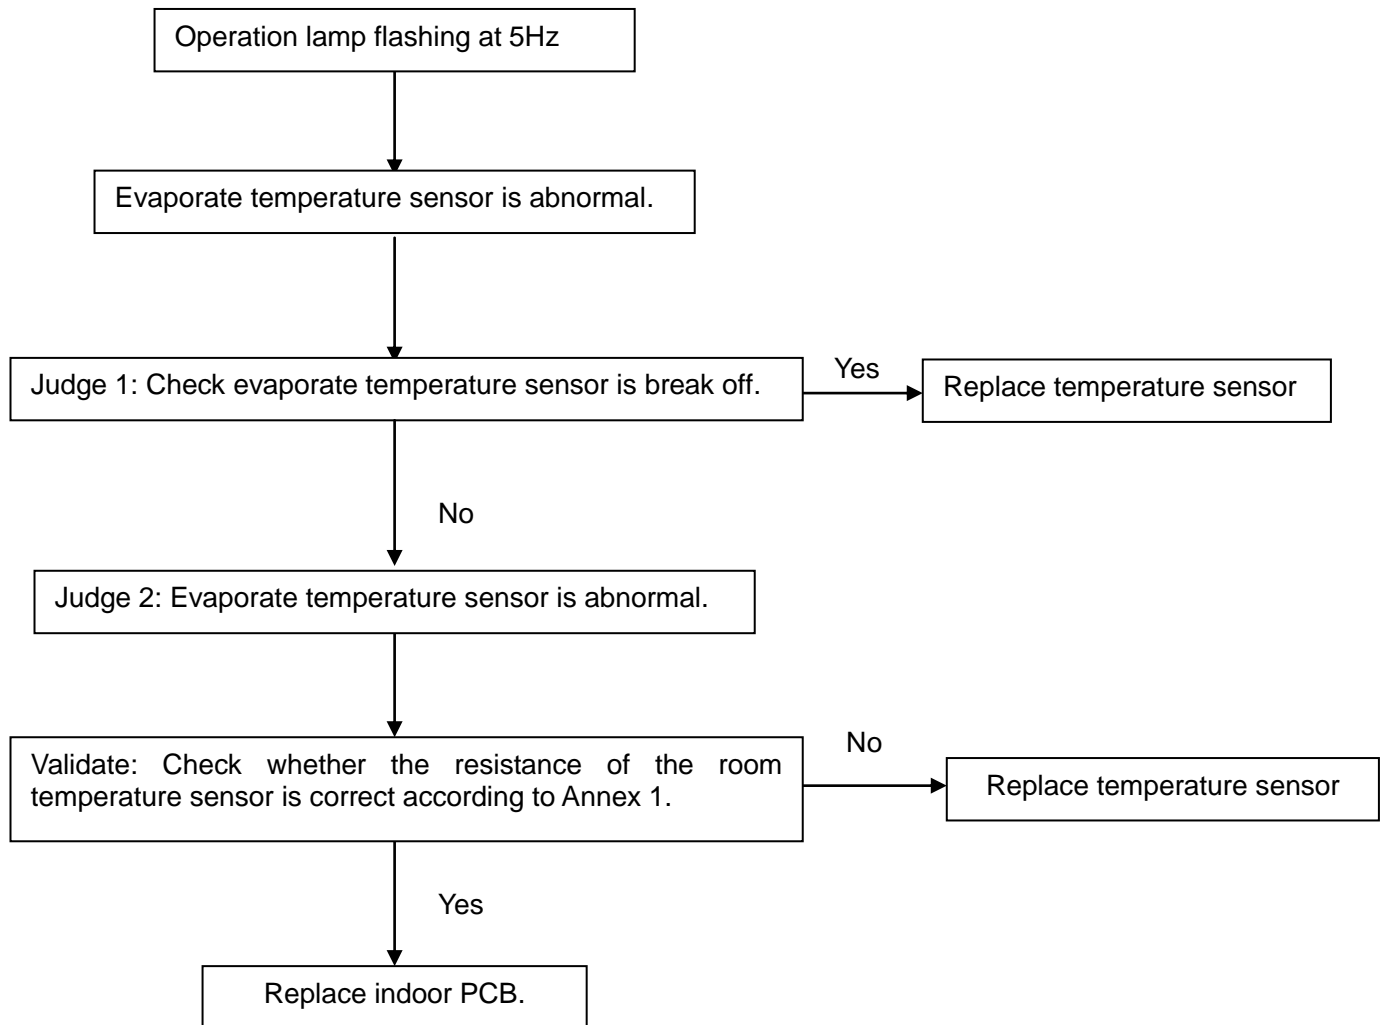 Operation lamp flashing at 5Hz
Evaporate temperature sensor is abnormal.
Judge 1: Check evaporate temperature sensor is break off.
Yes
Replace temperature sensor
No
Judge 2: Evaporate temperature sensor is abnormal.
Validate: Check whether the resistance of the room
temperature sensor is correct according to Annex 1.
No
Replace temperature sensor
Yes
Replace indoor PCB.